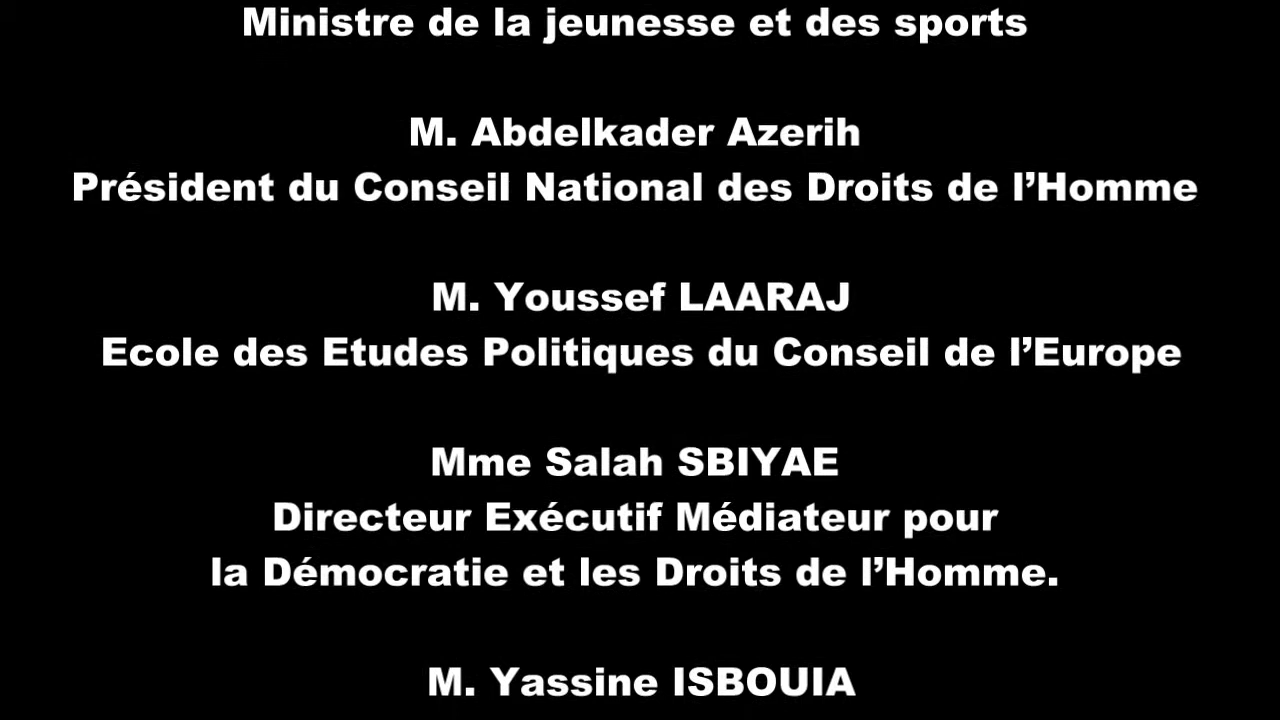 Ministre de la jeunesse et des sports
M. Abdelkader Azerih
Président du Conseil National des Droits de l’Homme
M. Youssef LAARAJ
Ecole des Etudes Politiques du Conseil de l’Europe
Mme Salah SBIYAE
Directeur Exécutif Médiateur pour
la Démocratie et les Droits de l’Homme.
M. Yassine ISBOUIA